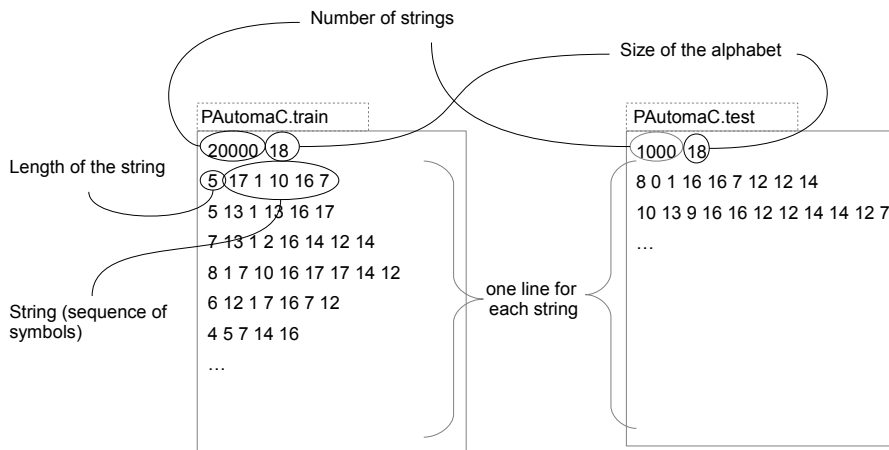 Number of strings
Size of the alphabet
PAutomaC.train
20000 18
5 17 1 10 16 7
5 13 1 13 16 17
7 13 1 2 16 14 12 14
8 1 7 10 16 17 17 14 12
6 12 1 7 16 7 12
4 5 7 14 16
...
Length of the string
String (sequence of
symbols)
one line for
each string
PAutomaC.test
1000 18
8 0 1 16 16 7 12 12 14
10 13 9 16 16 12 12 14 14 12 7
...